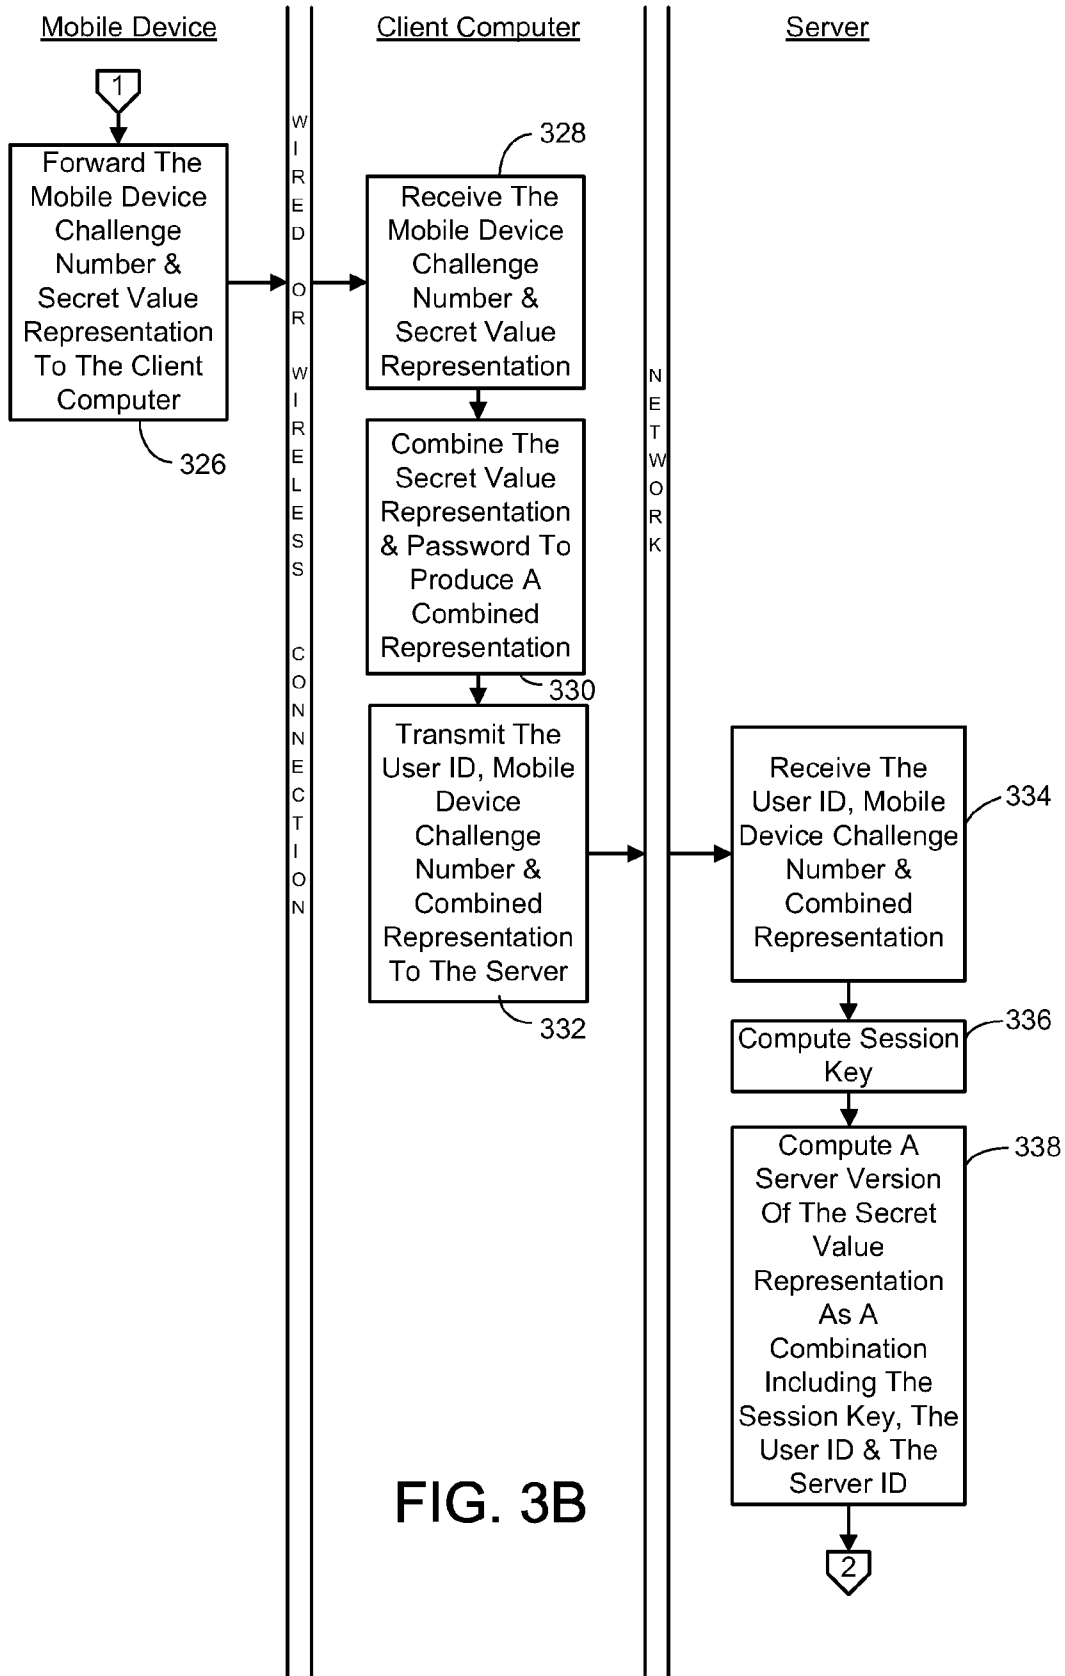 Mobile Device
Client Computer
Server
1
Forward The
Mobile Device
Challenge
Number &
Secret Value
Representation
To The Client
Computer
326
WIRED OR WIRELESS CONNECTION
328
Receive The
Mobile Device
Challenge
Number &
Secret Value
Representation
Combine The
Secret Value
Representation
& Password To
Produce A
Combined
Representation
330
Transmit The
User ID, Mobile
Device
Challenge
Number &
Combined
Representation
To The Server
332
NETWORK
Receive The
User ID, Mobile
Device Challenge
Number &
Combined
Representation
334
Compute Session
Key
336
Compute A
Server Version
Of The Secret
Value
Representation
As A
Combination
Including The
Session Key, The
User ID & The
Server ID
338
2
FIG. 3B